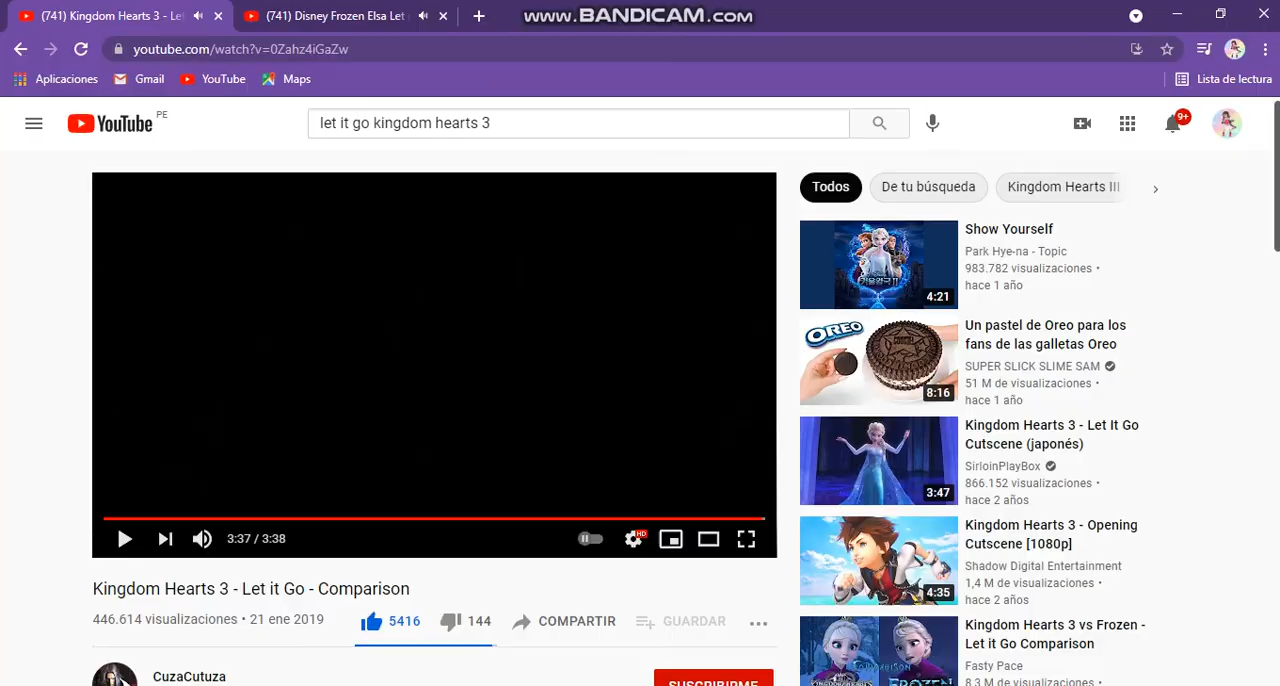 (741) Kingdom Hearts 3 - Let
(741) Disney Frozen Elsa Let
www.BANDICAM.com
youtube.com/watch?v=0Zahz4iGaZw
Aplicaciones
Gmail
YouTube
Maps
Lista de lectura
YouTube PE
let it go kingdom hearts 3
9+
Todos
De tu búsqueda
Kingdom Hearts III
Show Yourself
Park Hye-na - Topic
983.782 visualizaciones •
hace 1 año
4:21
OREO
Un pastel de Oreo para los
fans de las galletas Oreo
SUPER SLICK SLIME SAM
51 M de visualizaciones •
hace 1 año
8:16
Kingdom Hearts 3 - Let It Go
Cutscene (japonés)
SirloinPlayBox
866.152 visualizaciones •
hace 2 años
3:47
Kingdom Hearts 3 - Opening
Cutscene [1080p]
Shadow Digital Entertainment
1,4 M de visualizaciones •
hace 2 años
4:35
Kingdom Hearts 3 vs Frozen -
Let it Go Comparison
Fasty Pace
8,3 M de visualizaciones •
FROZEN
3:37 / 3:38
HD
Kingdom Hearts 3 - Let it Go - Comparison
446.614 visualizaciones • 21 ene 2019
5416
144
COMPARTIR
GUARDAR
CuzaCutuza
SUSCRIBIRME